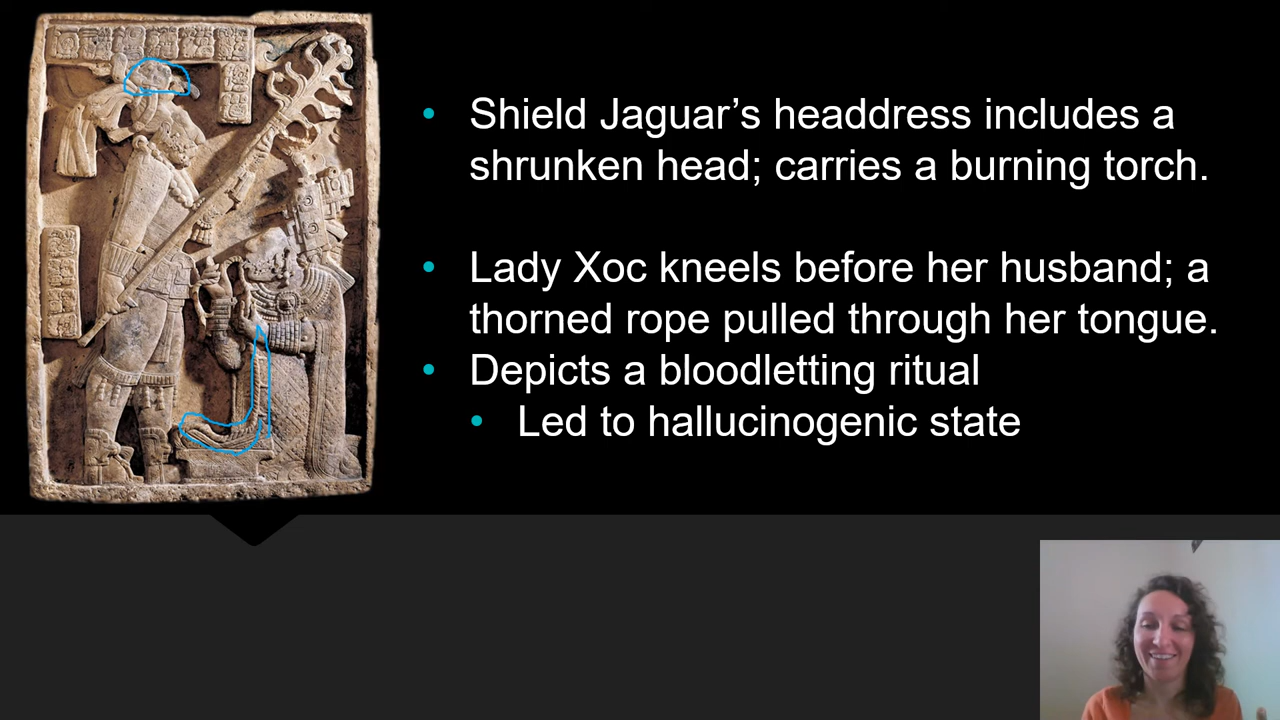 • Shield Jaguar’s headdress includes a
shrunken head; carries a burning torch.
• Lady Xoc kneels before her husband; a
thorned rope pulled through her tongue.
• Depicts a bloodletting ritual
• Led to hallucinogenic state